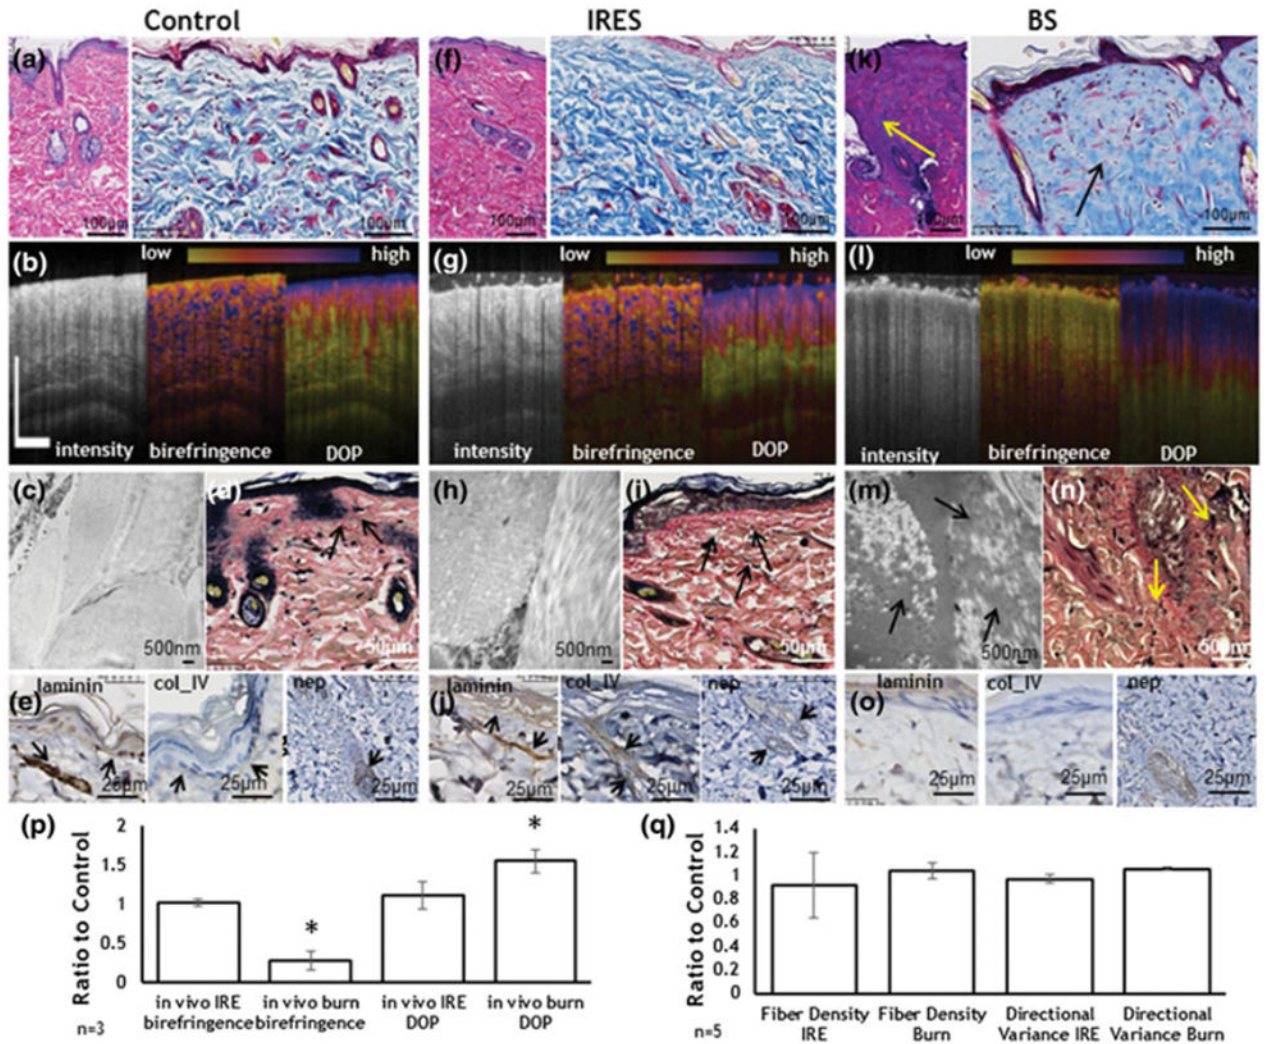 Control IRES BS
(a) (f) (k)
100µm 100µm 100µm 100µm 100µm 100µm
(b) low high (g) low high (l) low high
intensity birefringence DOP intensity birefringence DOP intensity birefringence DOP
(c) (d) (h) (i) (m) (n)
500nm 50µm 500nm 50µm 500nm 50µm
laminin col_IV nep laminin col_IV nep laminin col_IV nep
(e) (j) (o)
25µm 25µm 25µm 25µm 25µm 25µm 25µm 25µm 25µm
(p) (q)
Ratio to Control
2
1.5
1
0.5
0
* *
in vivo IRE in vivo burn in vivo IRE in vivo burn
birefringence birefringence DOP DOP
n=3
Ratio to Control
1.4
1.2
1
0.8
0.6
0.4
0.2
0
Fiber Density Fiber Density Directional Directional
IRE Burn Variance IRE Variance Burn
n=5